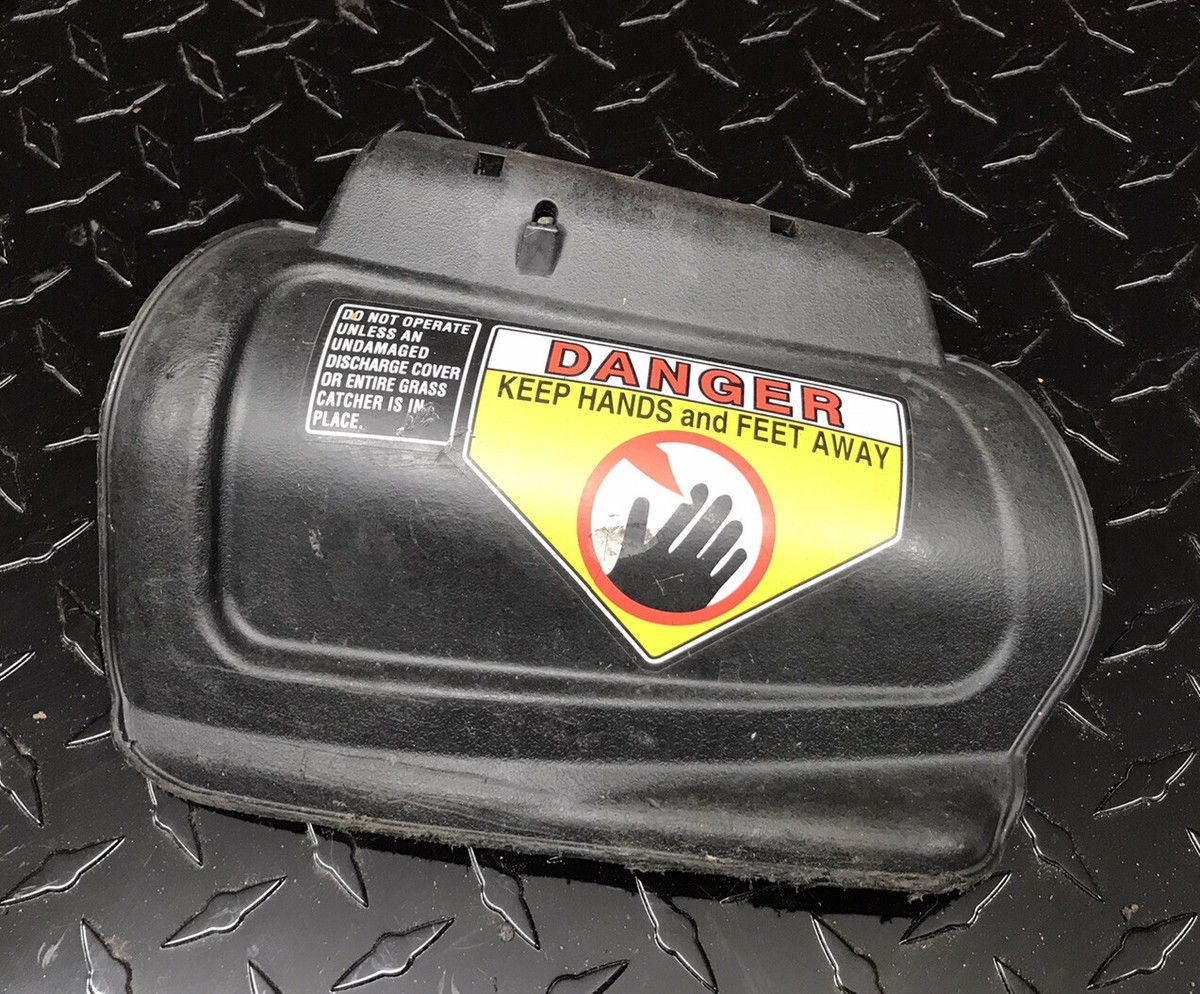 DO NOT OPERATE
UNLESS AN
UNDAMAGED
DISCHARGE COVER
OR ENTIRE GRASS
CATCHER IS IN
PLACE.
DANGER
KEEP HANDS and FEET AWAY